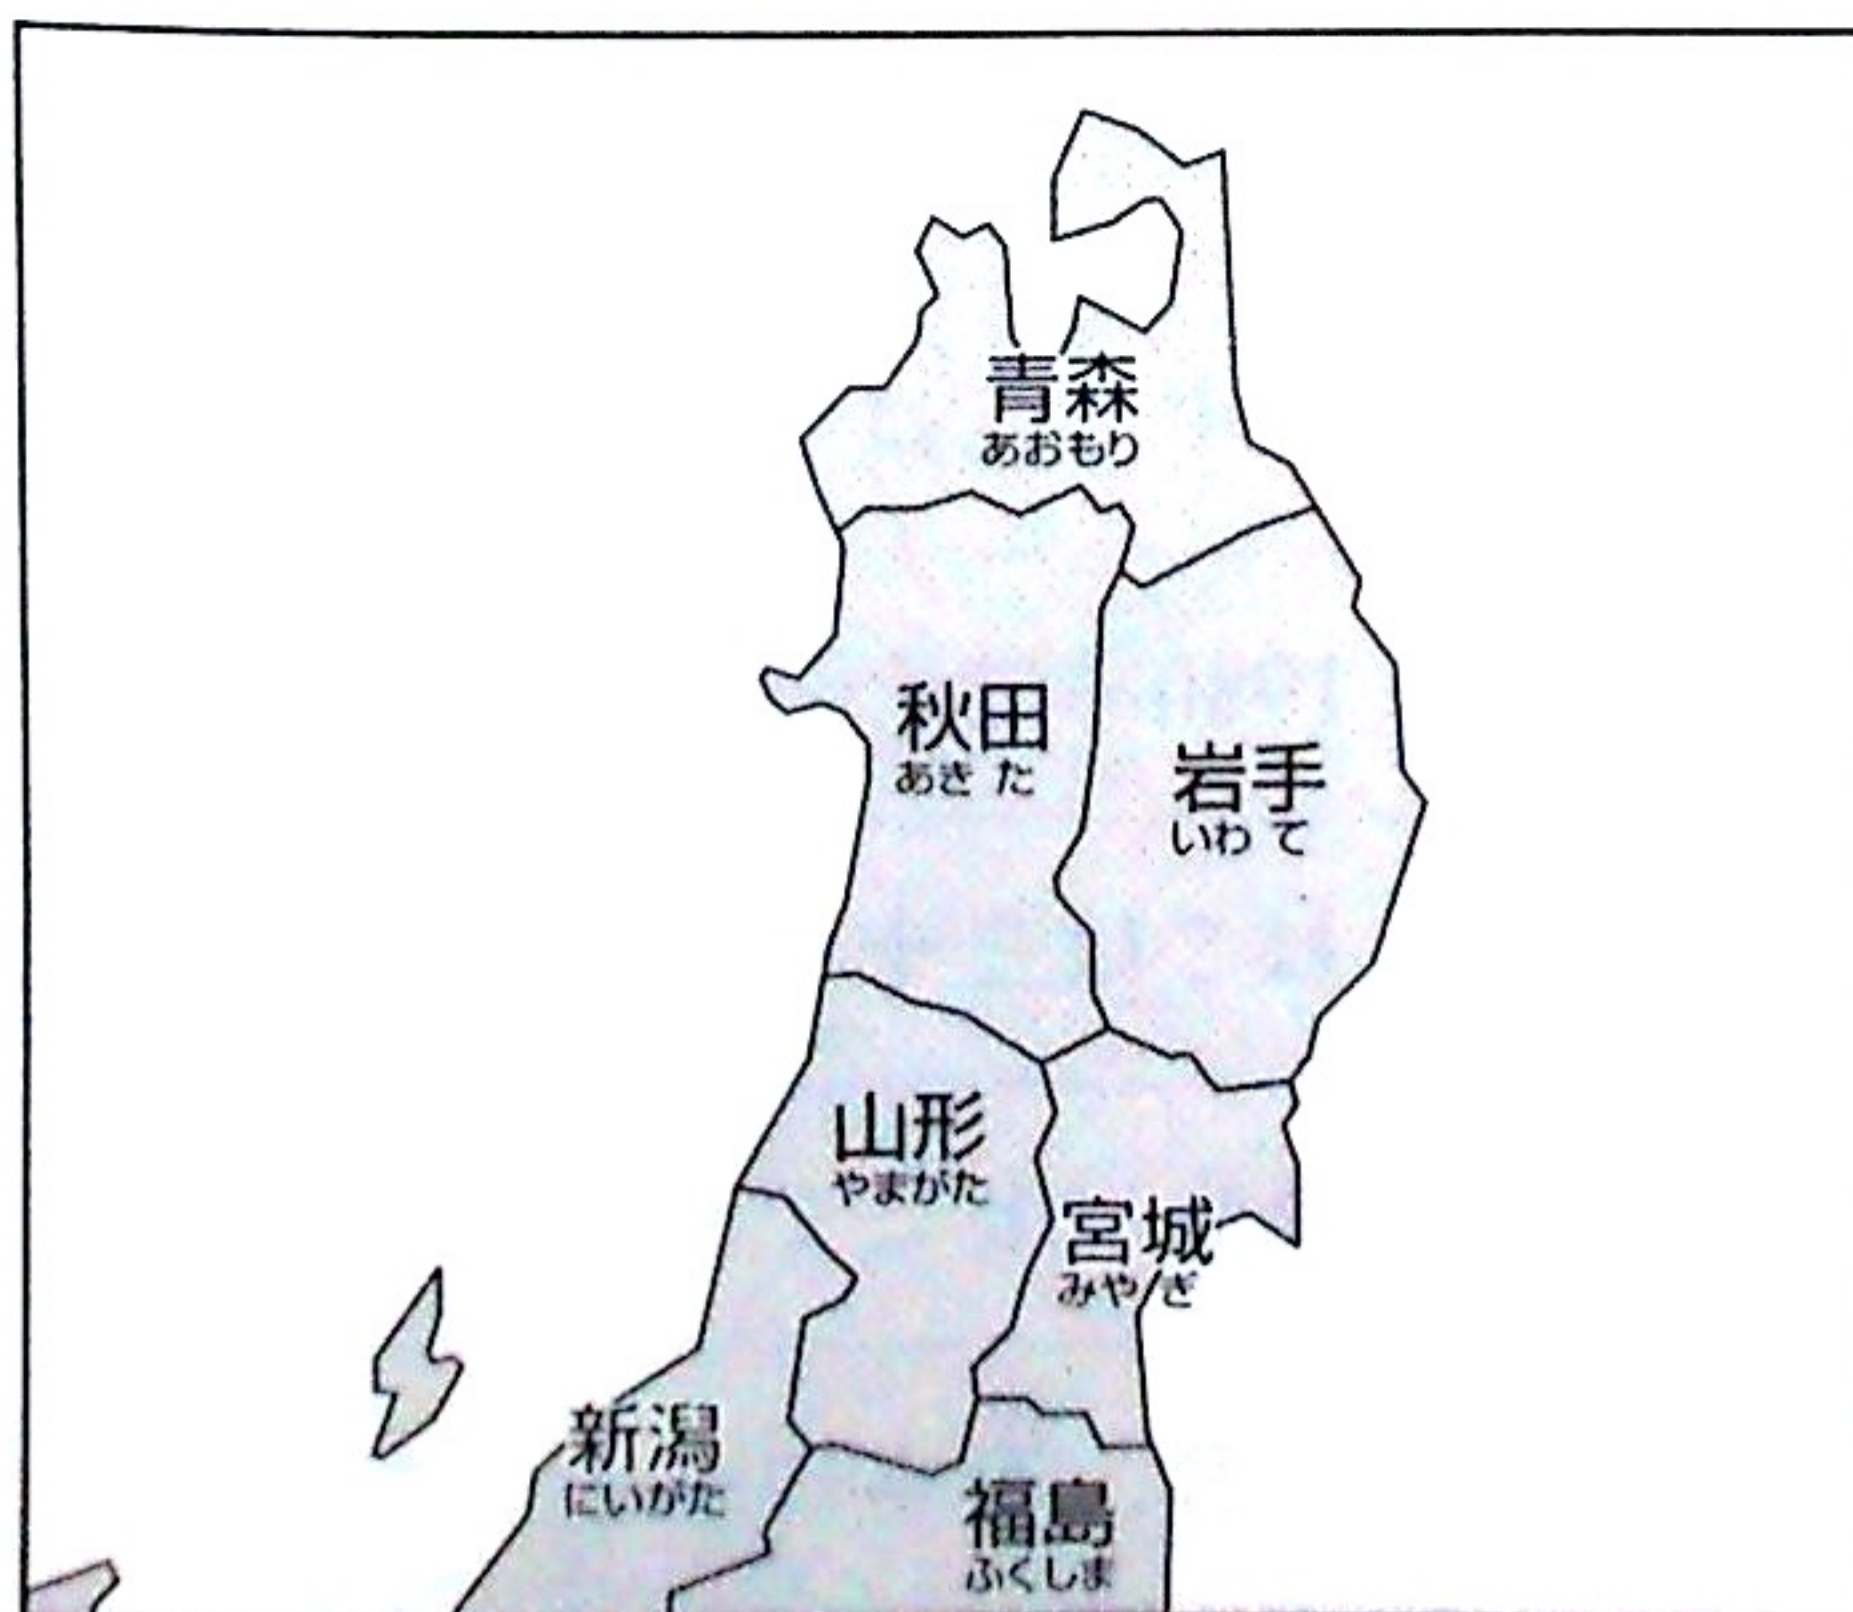 青森
あおもり
秋田
あきた
岩手
いわて
山形
やまがた
宮城
みやぎ
新潟
にいがた
福島
ふくしま